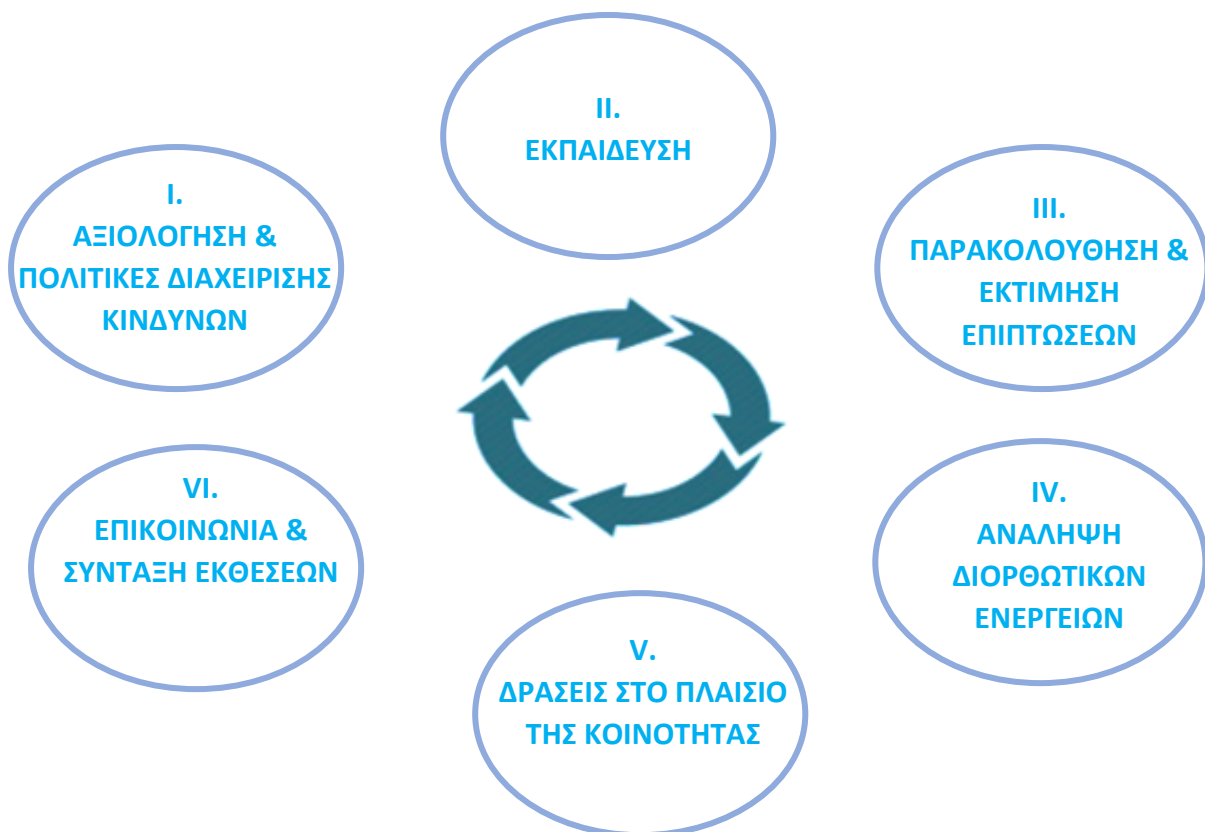 I.
ΑΞΙΟΛΟΓΗΣΗ &
ΠΟΛΙΤΙΚΕΣ ΔΙΑΧΕΙΡΙΣΗΣ
ΚΙΝΔΥΝΩΝ
II.
ΕΚΠΑΙΔΕΥΣΗ
III.
ΠΑΡΑΚΟΛΟΥΘΗΣΗ &
ΕΚΤΙΜΗΣΗ
ΕΠΙΠΤΩΣΕΩΝ
IV.
ΑΝΑΛΗΨΗ
ΔΙΟΡΘΩΤΙΚΩΝ
ΕΝΕΡΓΕΙΩΝ
V.
ΔΡΑΣΕΙΣ ΣΤΟ ΠΛΑΙΣΙΟ
ΤΗΣ ΚΟΙΝΟΤΗΤΑΣ
VI.
ΕΠΙΚΟΙΝΩΝΙΑ &
ΣΥΝΤΑΞΗ ΕΚΘΕΣΕΩΝ